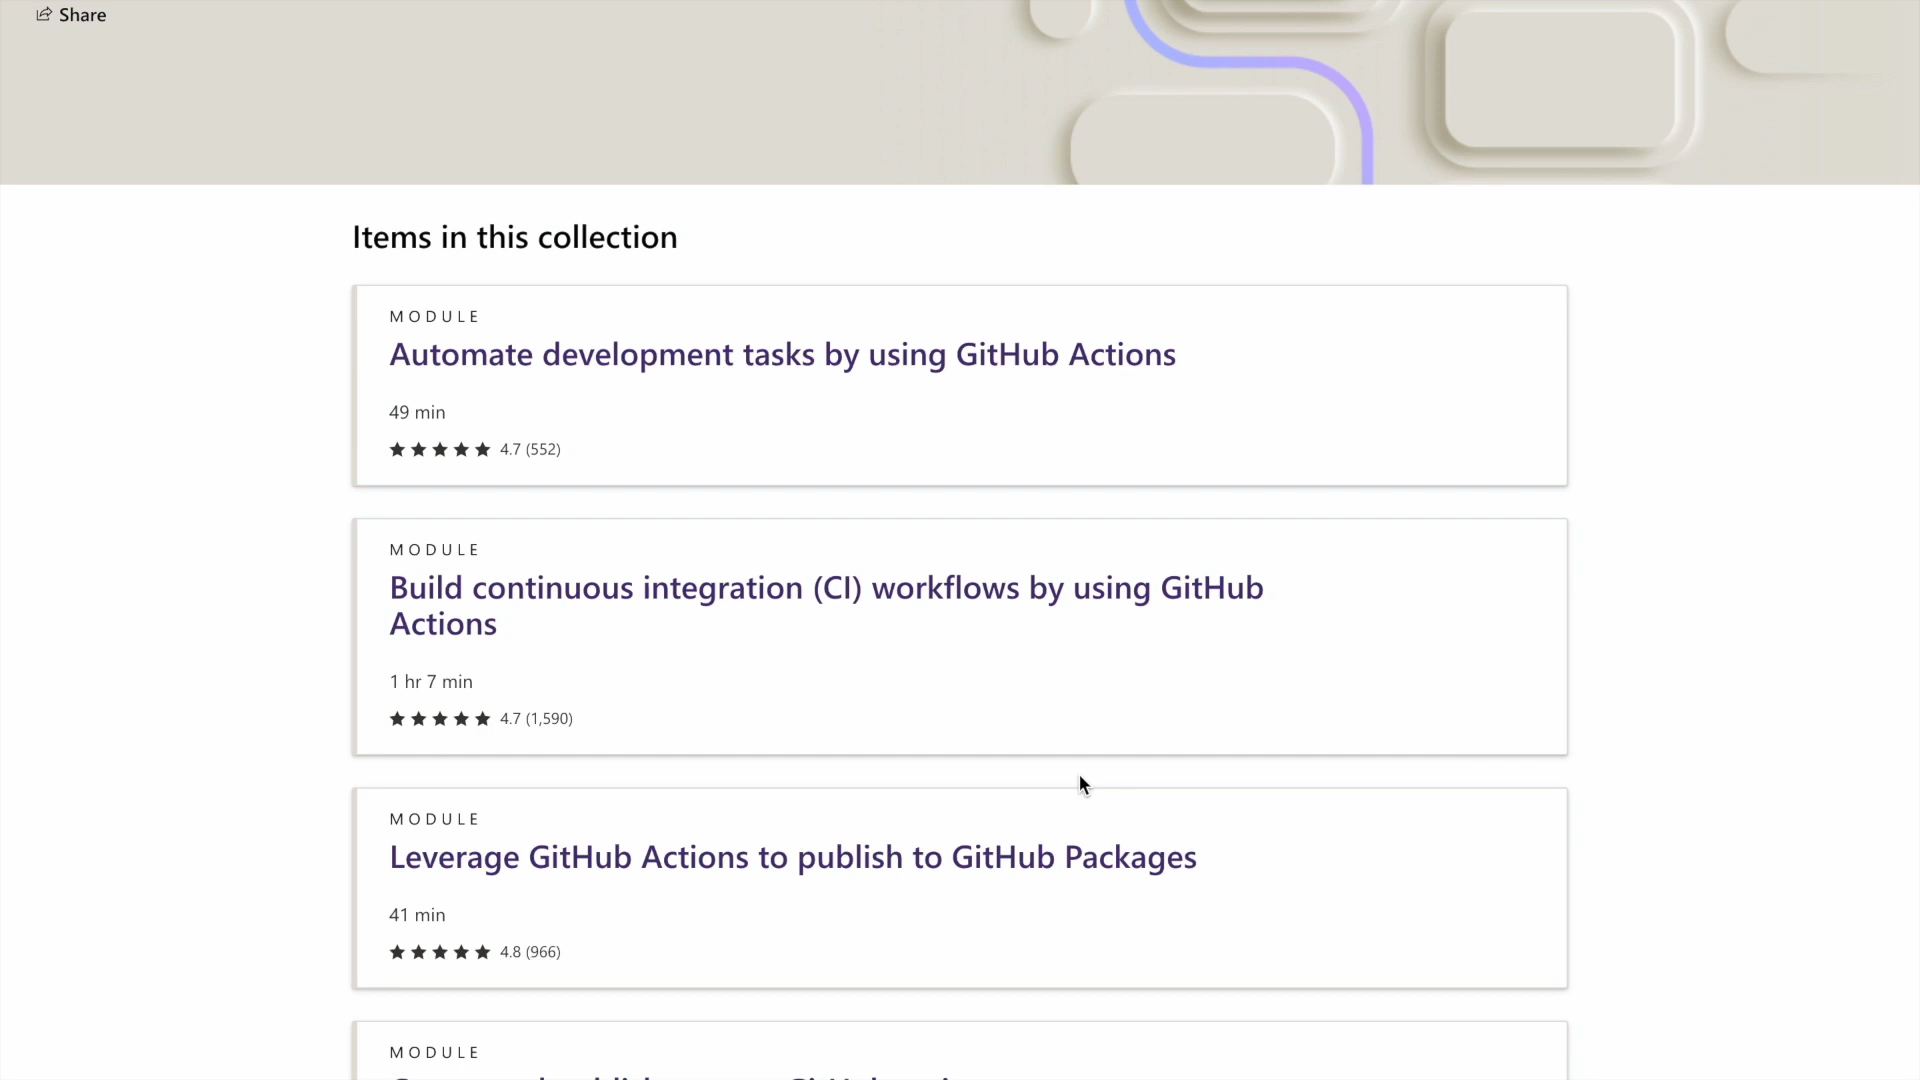 Share
Items in this collection
MODULE
Automate development tasks by using GitHub Actions
49 min
4.7 (552)
MODULE
Build continuous integration (CI) workflows by using GitHub
Actions
1 hr 7 min
4.7 (1,590)
MODULE
Leverage GitHub Actions to publish to GitHub Packages
41 min
4.8 (966)
MODULE